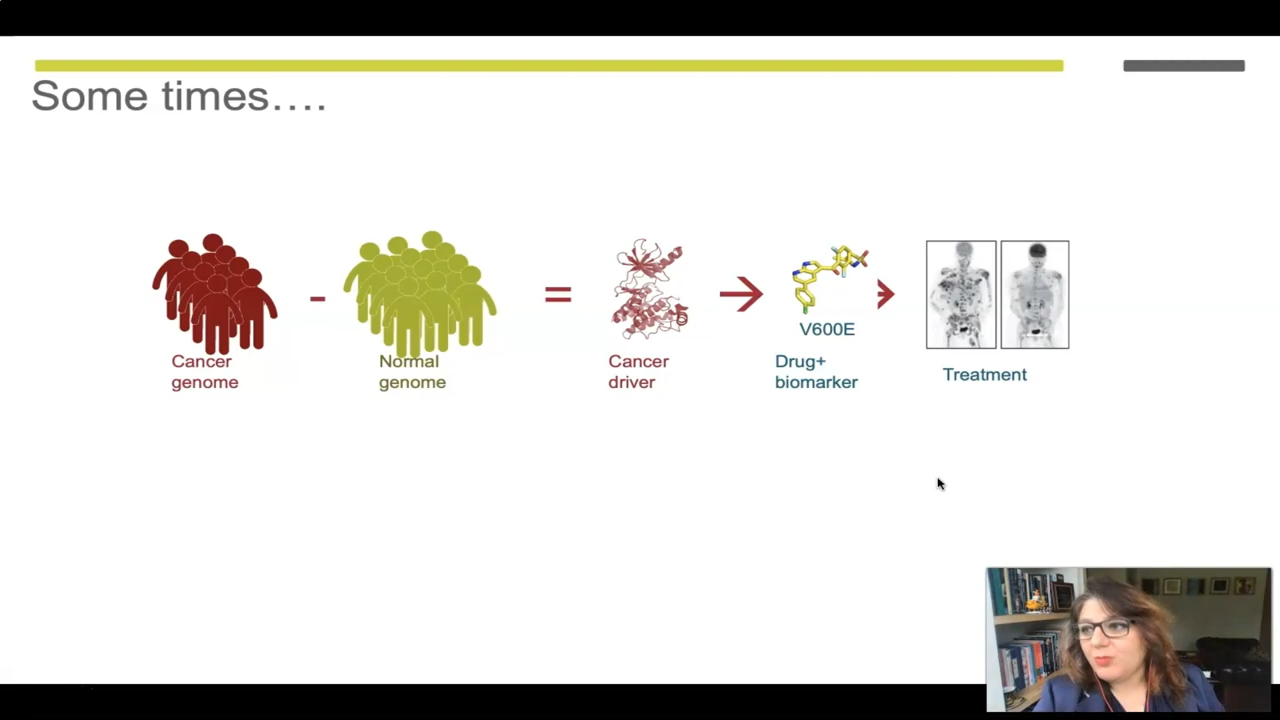 Some times....
Cancer
genome
Normal
genome
Cancer
driver
V600E
Drug+
biomarker
Treatment